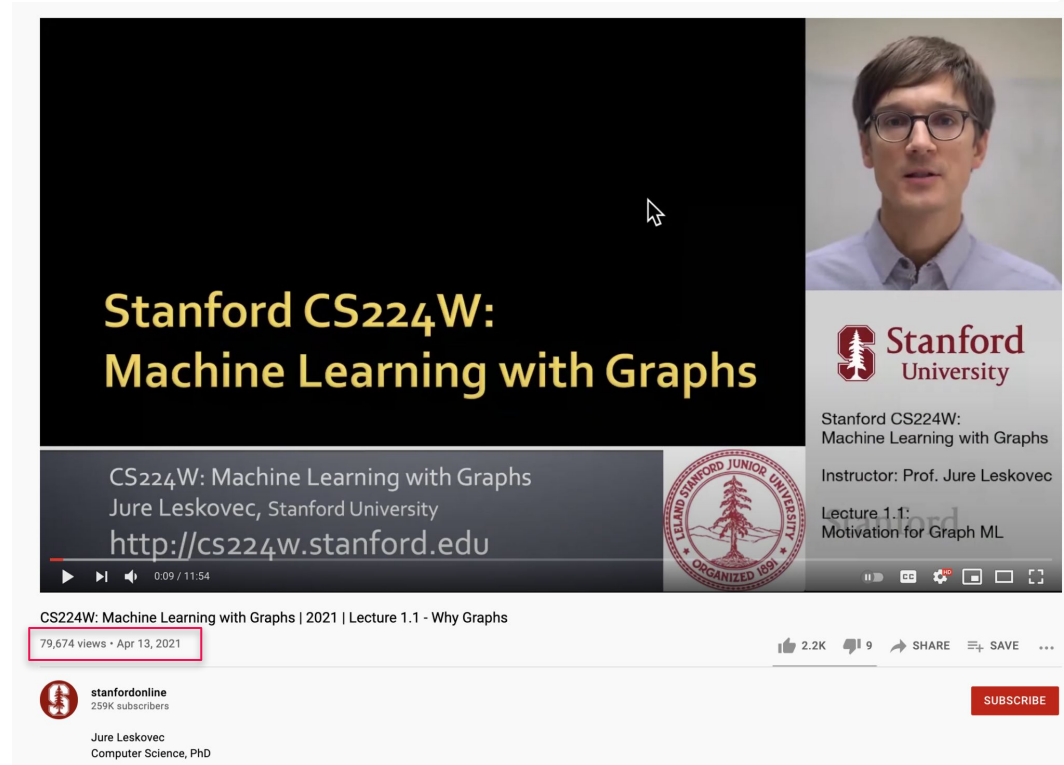 Stanford CS224W:
Machine Learning with Graphs
CS224W: Machine Learning with Graphs
Jure Leskovec, Stanford University
http://cs224w.stanford.edu
LELAND STANFORD JUNIOR UNIVERSITY
ORGANIZED 1891
Stanford
University
Stanford CS224W:
Machine Learning with Graphs
Instructor: Prof. Jure Leskovec
Lecture 1.1:
Motivation for Graph ML
Stanford
0:09 / 11:54
CC
HD
CS224W: Machine Learning with Graphs | 2021 | Lecture 1.1 - Why Graphs
79,674 views • Apr 13, 2021
2.2K
9
SHARE
SAVE
stanfordonline
259K subscribers
SUBSCRIBE
Jure Leskovec
Computer Science, PhD